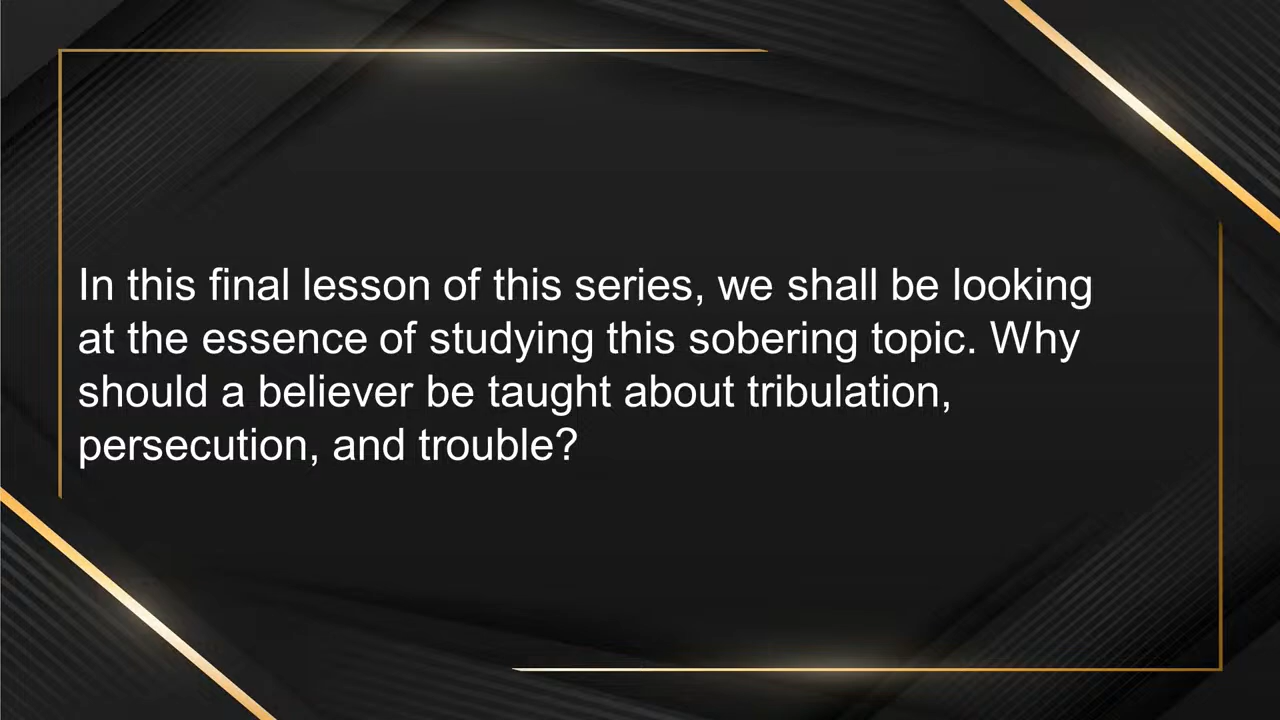 In this final lesson of this series, we shall be looking
at the essence of studying this sobering topic. Why
should a believer be taught about tribulation,
persecution, and trouble?